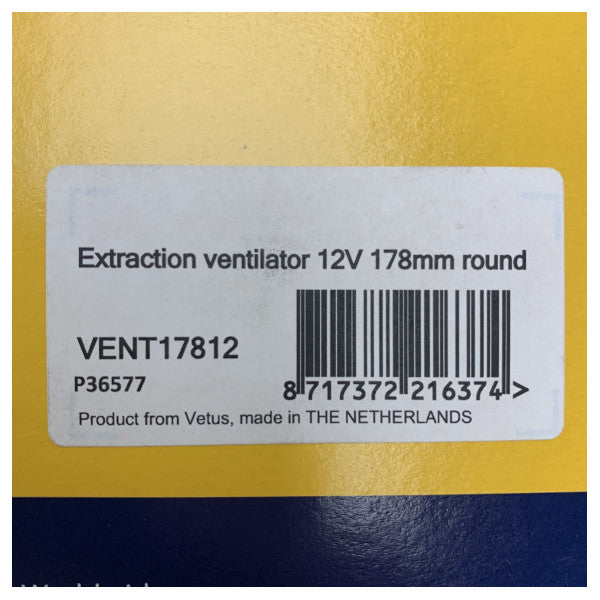 Extraction ventilator 12V 178mm round
VENT17812
P36577
8 717372 216374 >
Product from Vetus, made in THE NETHERLANDS